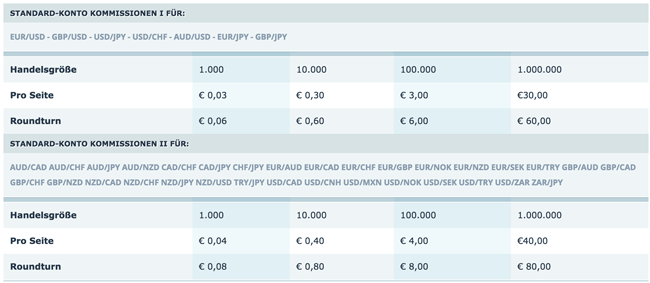 STANDARD-KONTO KOMMISSIONEN I FÜR:
EUR/USD - GBP/USD - USD/JPY - USD/CHF - AUD/USD - EUR/JPY - GBP/JPY
Handelsgröße 1.000 10.000 100.000 1.000.000
Pro Seite € 0,03 € 0,30 € 3,00 €30,00
Roundturn € 0,06 € 0,60 € 6,00 € 60,00
STANDARD-KONTO KOMMISSIONEN II FÜR:
AUD/CAD AUD/CHF AUD/JPY AUD/NZD CAD/CHF CAD/JPY CHF/JPY EUR/AUD EUR/CAD EUR/CHF EUR/GBP EUR/NOK EUR/NZD EUR/SEK EUR/TRY GBP/AUD GBP/CAD
GBP/CHF GBP/NZD NZD/CAD NZD/CHF NZD/JPY NZD/USD TRY/JPY USD/CAD USD/CNH USD/MXN USD/NOK USD/SEK USD/TRY USD/ZAR ZAR/JPY
Handelsgröße 1.000 10.000 100.000 1.000.000
Pro Seite € 0,04 € 0,40 € 4,00 €40,00
Roundturn € 0,08 € 0,80 € 8,00 € 80,00